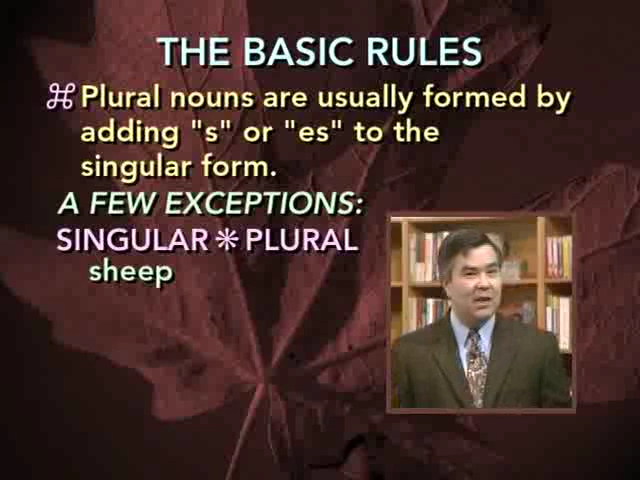 THE BASIC RULES
⌘ Plural nouns are usually formed by
adding "s" or "es" to the
singular form.
A FEW EXCEPTIONS:
SINGULAR ❋ PLURAL
sheep